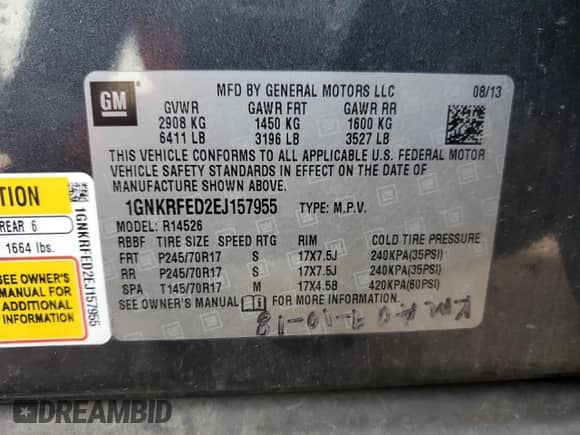 GM
MFD BY GENERAL MOTORS LLC 08/13
GVWR GAWR FRT GAWR RR
2908 KG 1450 KG 1600 KG
6411 LB 3196 LB 3527 LB
THIS VEHICLE CONFORMS TO ALL APPLICABLE U.S. FEDERAL MOTOR
VEHICLE SAFETY STANDARDS IN EFFECT ON THE DATE OF
MANUFACTURE SHOWN ABOVE.
1GNKRFED2EJ157955 TYPE: M.P.V.
MODEL: R14526
RBBF TIRE SIZE SPEED RTG RIM COLD TIRE PRESSURE
FRT P245/70R17 S 17X7.5J 240KPA(35PSI)
RR P245/70R17 S 17X7.5J 240KPA(35PSI)
SPA T145/70R17 M 17X4.5B 420KPA(60PSI)
SEE OWNER'S MANUAL FOR MORE INFORMATION.
7-19-18
TION
REAR 6
1664 lbs.
SEE OWNER'S
MANUAL FOR
ADDITIONAL
INFORMATION
1GNKRFED2EJ157955
DREAMBID